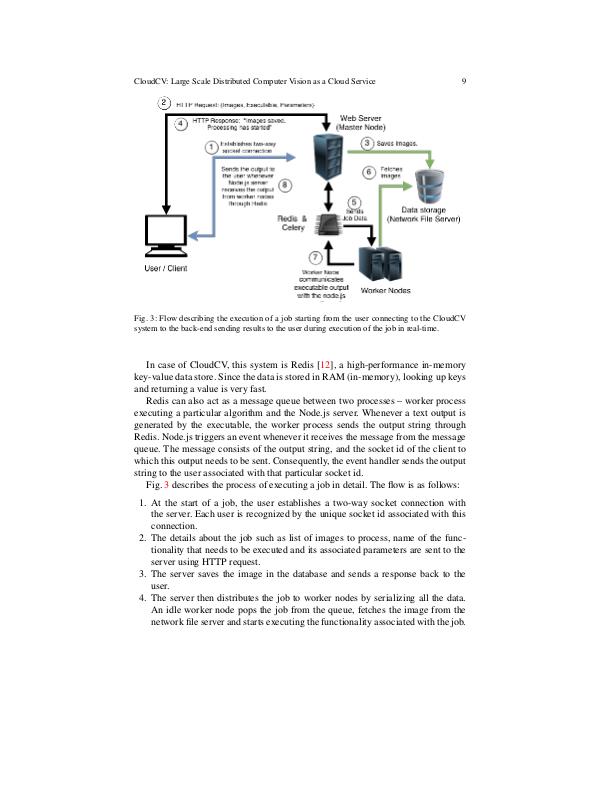 CloudCV: Large Scale Distributed Computer Vision as a Cloud Service 9
2 HTTP Request: (Images, Executable, Parameters)
4 HTTP Response: "Images saved.
Processing has started"
Web Server
(Master Node)
1 Establishes two-way
socket connection
3 Saves Images.
Sends the output to
the user whenever
Node js server
receives the output
from worker nodes
through Redis
8
6 Fetches
Images
5
Sends
Job Data
Data storage
(Network File Server)
Redis &
Celery
User / Client
7
Worker Node
communicates
executable output
with the node.js
Worker Nodes
Fig. 3: Flow describing the execution of a job starting from the user connecting to the CloudCV
system to the back-end sending results to the user during execution of the job in real-time.
In case of CloudCV, this system is Redis [12], a high-performance in-memory
key-value data store. Since the data is stored in RAM (in-memory), looking up keys
and returning a value is very fast.
Redis can also act as a message queue between two processes – worker process
executing a particular algorithm and the Node.js server. Whenever a text output is
generated by the executable, the worker process sends the output string through
Redis. Node.js triggers an event whenever it receives the message from the message
queue. The message consists of the output string, and the socket id of the client to
which this output needs to be sent. Consequently, the event handler sends the output
string to the user associated with that particular socket id.
Fig. 3 describes the process of executing a job in detail. The flow is as follows:
1. At the start of a job, the user establishes a two-way socket connection with
the server. Each user is recognized by the unique socket id associated with this
connection.
2. The details about the job such as list of images to process, name of the func-
tionality that needs to be executed and its associated parameters are sent to the
server using HTTP request.
3. The server saves the image in the database and sends a response back to the
user.
4. The server then distributes the job to worker nodes by serializing all the data.
An idle worker node pops the job from the queue, fetches the image from the
network file server and starts executing the functionality associated with the job.